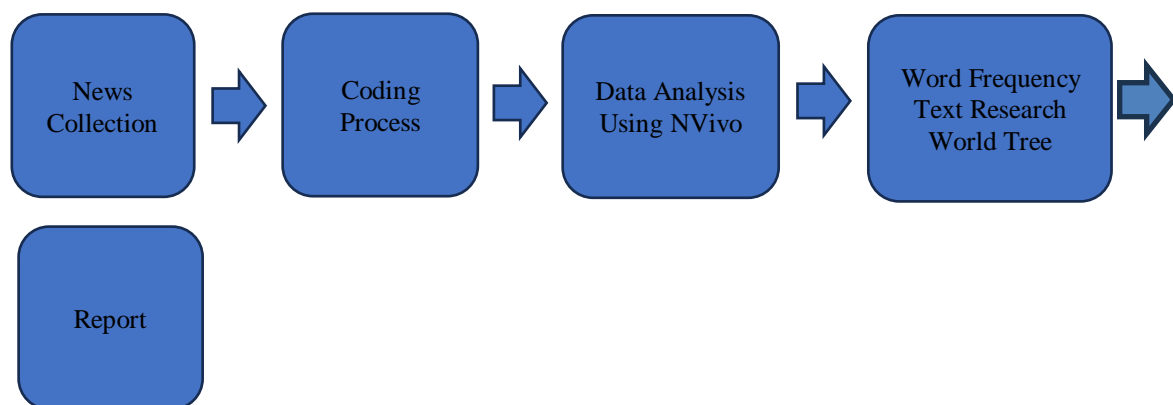 News
Collection
Coding
Process
Data Analysis
Using NVivo
Word Frequency
Text Research
World Tree
Report